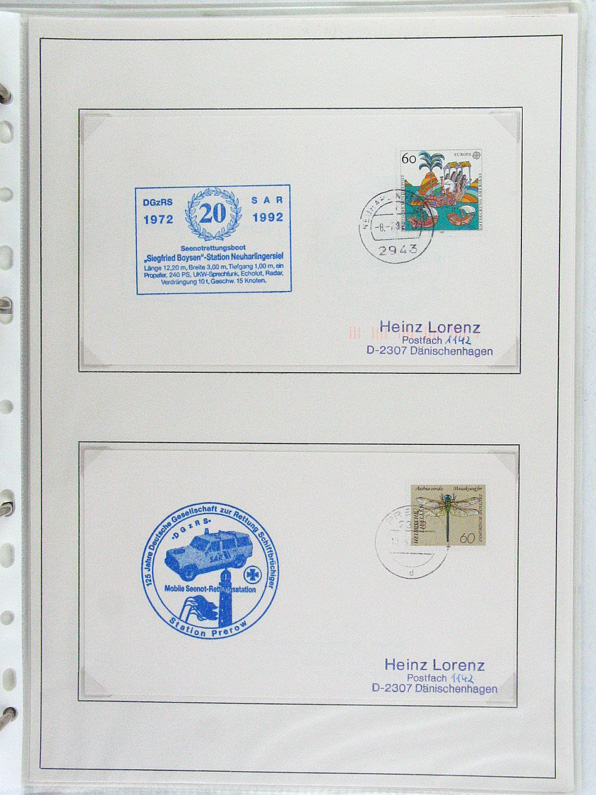 DGzRS 20 SAR
1972 1992
Seenotrettungsboot
„Siegfried Boysen"-Station Neuharlingersiel
Länge 12,20 m, Breite 3,00 m, Tiefgang 1,00 m, ein
Propeller, 240 PS, UKW-Sprechfunk, Echolot, Radar,
Verdrängung 10 t, Geschw. 15 Knoten.
60 EUROPA
2943
Heinz Lorenz
Postfach 1142
D-2307 Dänischenhagen
125 Jahre Deutsche Gesellschaft zur Rettung Schiffbrüchiger
-DGzRS-
SAR
Mobile Seenot-Rettungsstation
Station Prerow
60
d
Heinz Lorenz
Postfach 1142
D-2307 Dänischenhagen